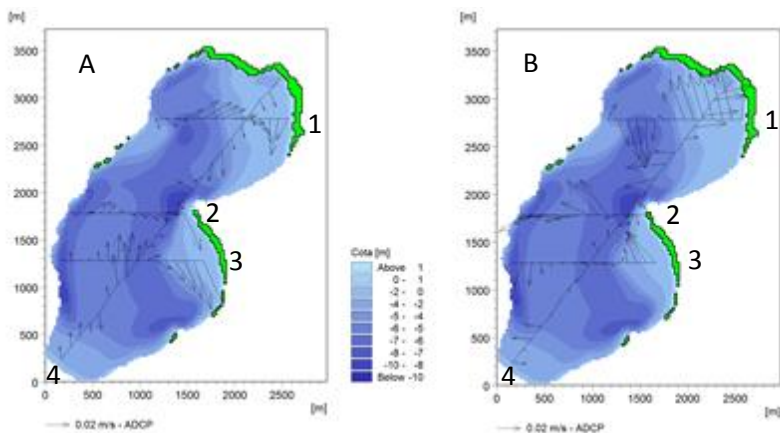 [m]
3500
3000
2500
2000
1500
1000
500
0
0 500 1000 1500 2000 2500
[m]
A
1
2
3
4
0.02 m/s - ADCP
Cota [m]
Above 1
0 - 1
-2 - 0
-4 - -2
-5 - -4
-6 - -5
-7 - -6
-8 - -7
-10 - -8
Below -10
[m]
3500
3000
2500
2000
1500
1000
500
0
0 500 1000 1500 2000 2500
[m]
B
1
2
3
4
0.02 m/s - ADCP